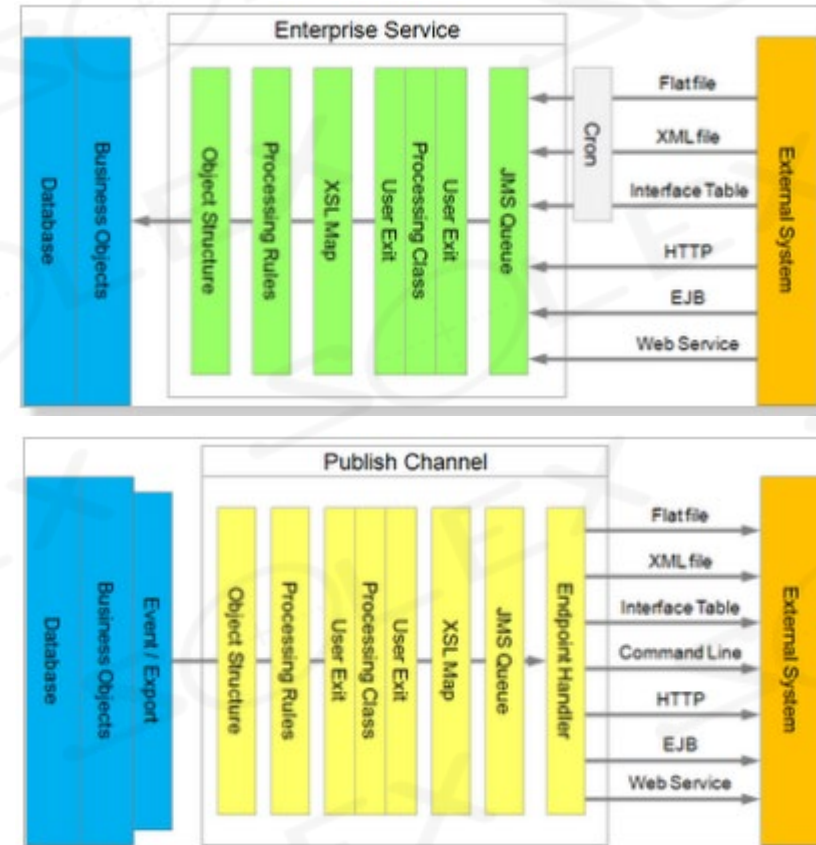 Enterprise Service
Database
Business Objects
Object Structure
Processing Rules
XSL Map
User Exit
Processing Class
User Exit
JMS Queue
Cron
Flatfile
XML file
Interface Table
HTTP
EJB
Web Service
External System
Publish Channel
Database
Business Objects
Event / Export
Object Structure
Processing Rules
User Exit
Processing Class
User Exit
XSL Map
JMS Queue
Endpoint Handler
Flatfile
XML file
Interface Table
Command Line
HTTP
EJB
Web Service
External System
SOLEX
SOLEX